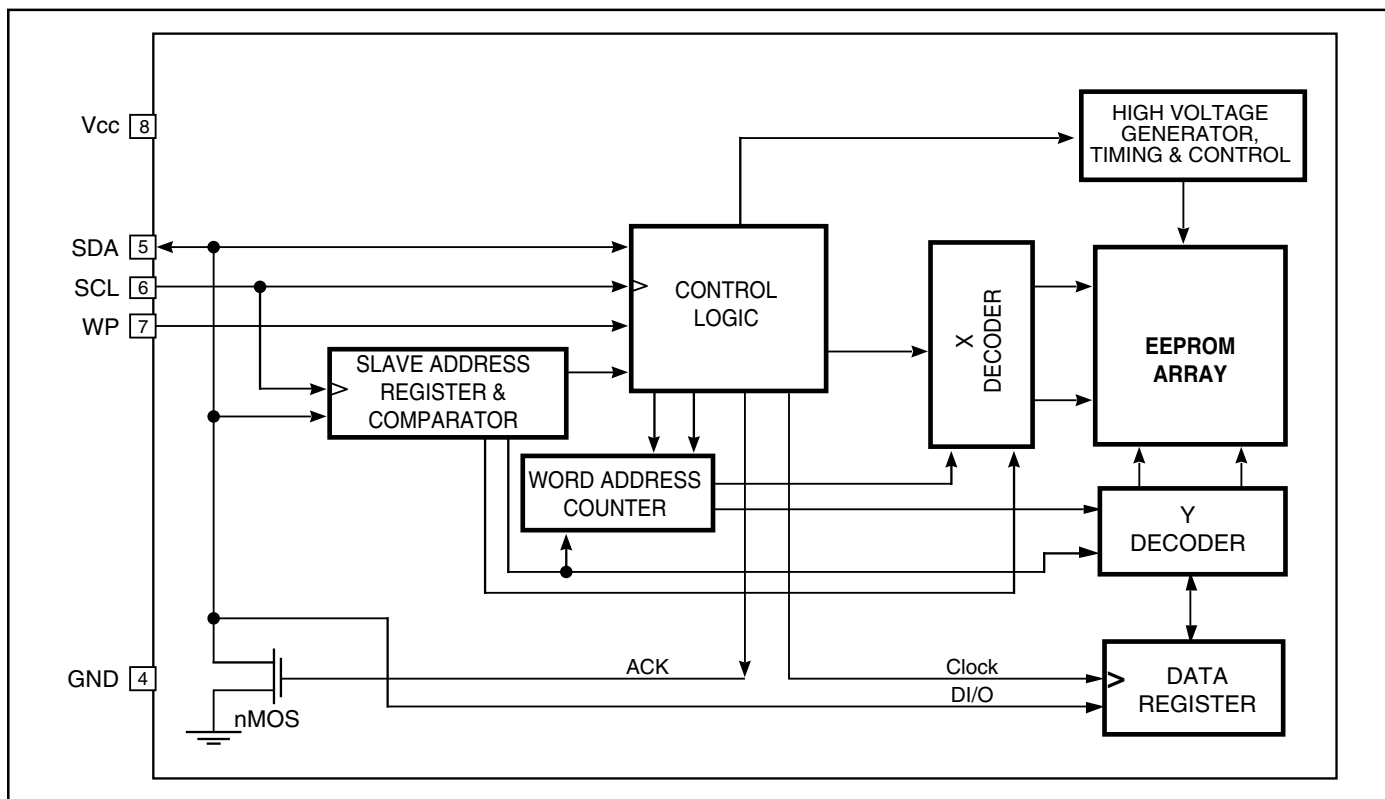 HIGH VOLTAGE
GENERATOR,
TIMING & CONTROL
Vcc 8
SDA 5
SCL 6
WP 7
CONTROL
LOGIC
X
DECODER
EEPROM
ARRAY
SLAVE ADDRESS
REGISTER &
COMPARATOR
WORD ADDRESS
COUNTER
Y
DECODER
GND 4
nMOS
ACK
Clock
DI/O
DATA
REGISTER